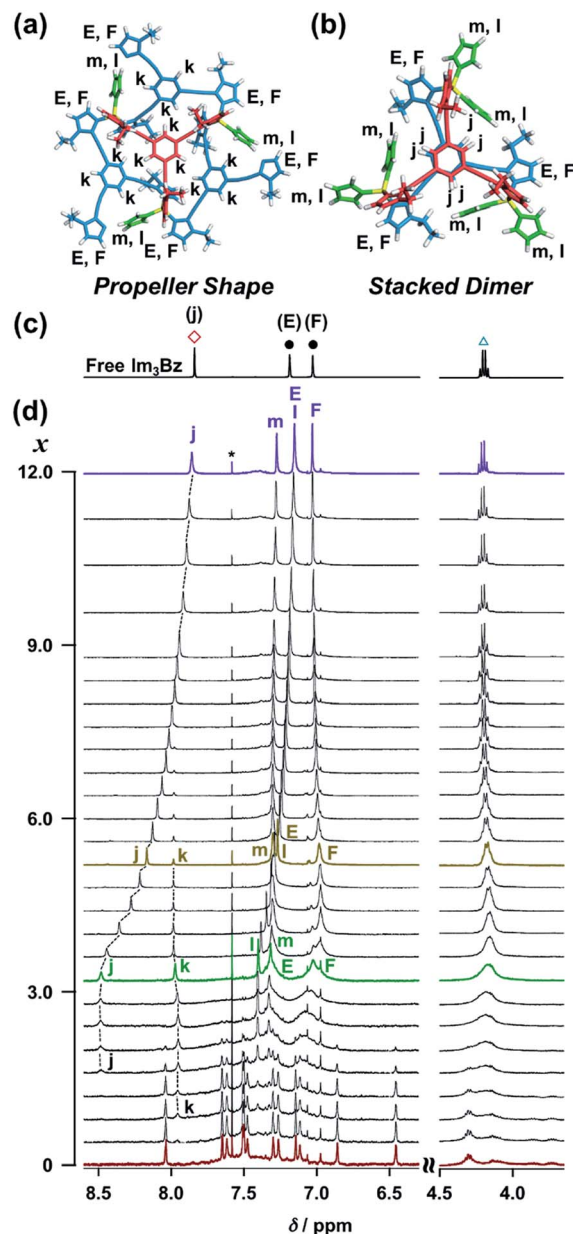 (a)
(b)
E, F
E, F
m, l
k
k
k
k
E, F
E, F
k
k
k
k
m, l
k
k
k
k
E, F
m, l
E, F
E, F
m, l
E, F
j
j
m, l
j
j
m, l
E, F
j
j
E, F
m, l
m, l
m, l
Propeller Shape
Stacked Dimer
(c)
(j)
(E)
(F)
Free Im3Bz
(d)
x
j
*
m
E
l
F
12.0
9.0
6.0
j
k
m
E
l
F
3.0
j
k
l
m
E
F
j
k
0
8.5
8.0
7.5
7.0
6.5
4.5
4.0
δ / ppm